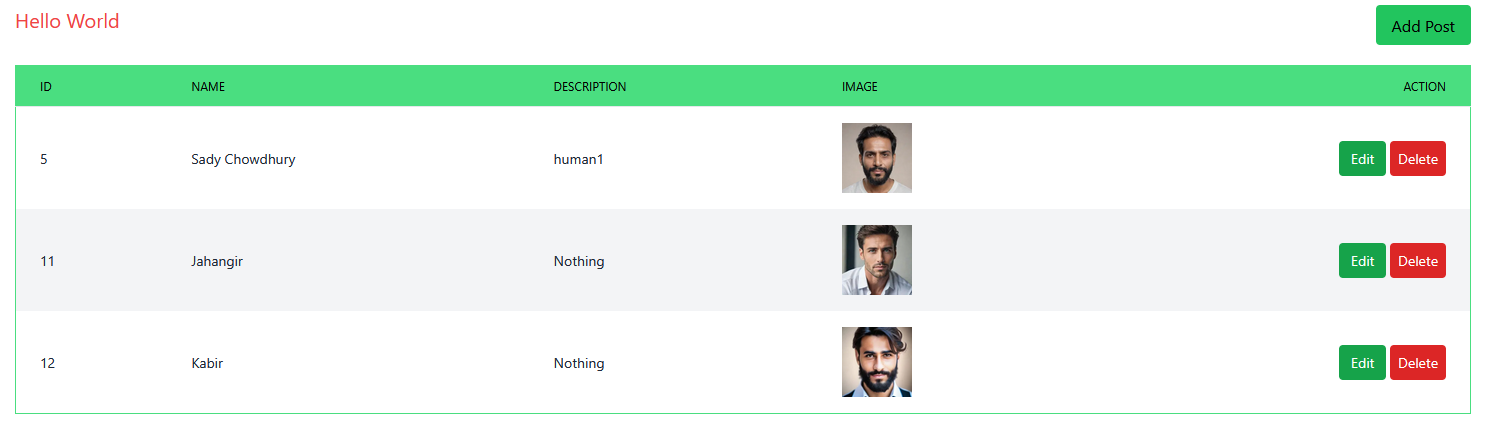 Hello World
Add Post
ID NAME DESCRIPTION IMAGE ACTION
5 Sady Chowdhury human1 Edit Delete
11 Jahangir Nothing Edit Delete
12 Kabir Nothing Edit Delete